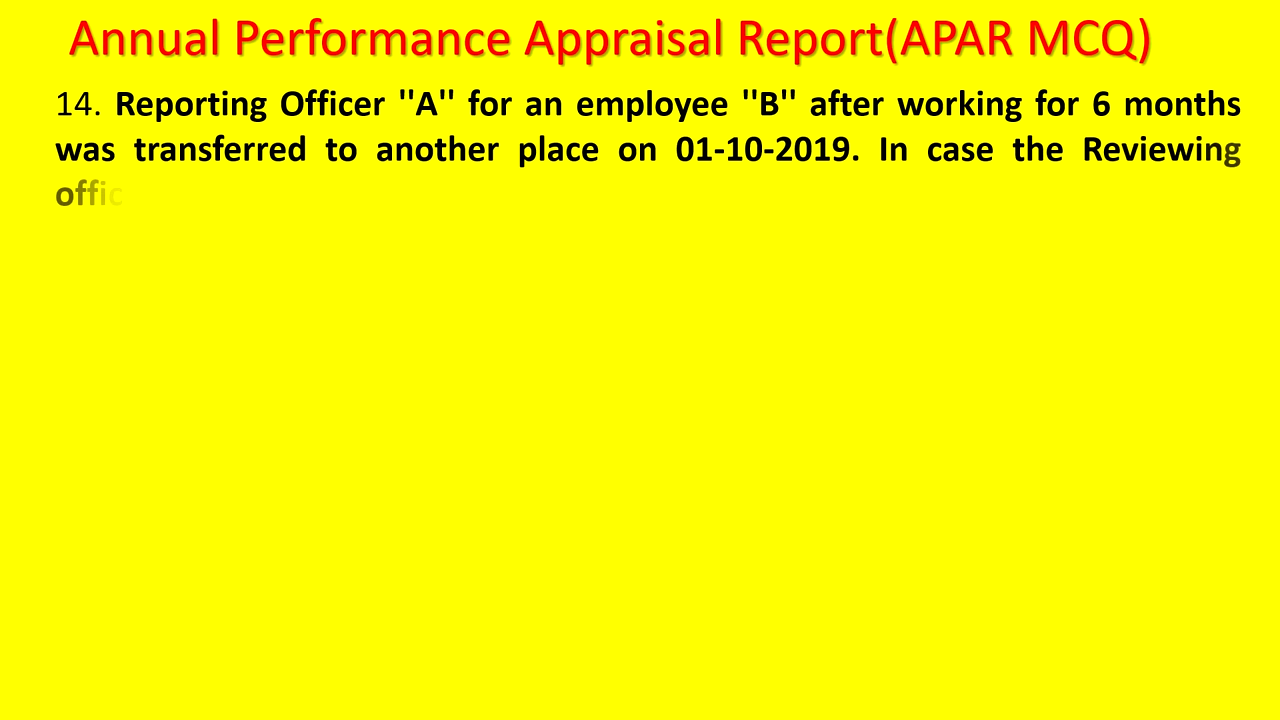 Annual Performance Appraisal Report(APAR MCQ)
14. Reporting Officer ''A'' for an employee ''B'' after working for 6 months
was transferred to another place on 01-10-2019. In case the Reviewing
offic